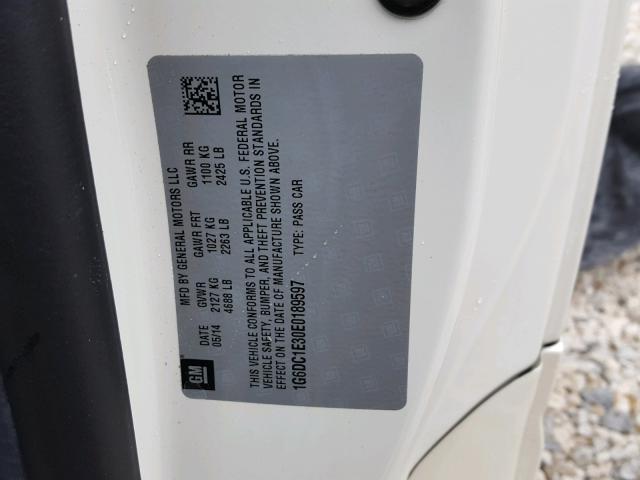 GM
MFD BY GENERAL MOTORS LLC
DATE GVWR GAWR FRT GAWR RR
05/14 2127 KG 1027 KG 1100 KG
4688 LB 2263 LB 2425 LB
THIS VEHICLE CONFORMS TO ALL APPLICABLE U.S. FEDERAL MOTOR
VEHICLE SAFETY, BUMPER, AND THEFT PREVENTION STANDARDS IN
EFFECT ON THE DATE OF MANUFACTURE SHOWN ABOVE.
1G6DC1E30E0189597 TYPE: PASS CAR